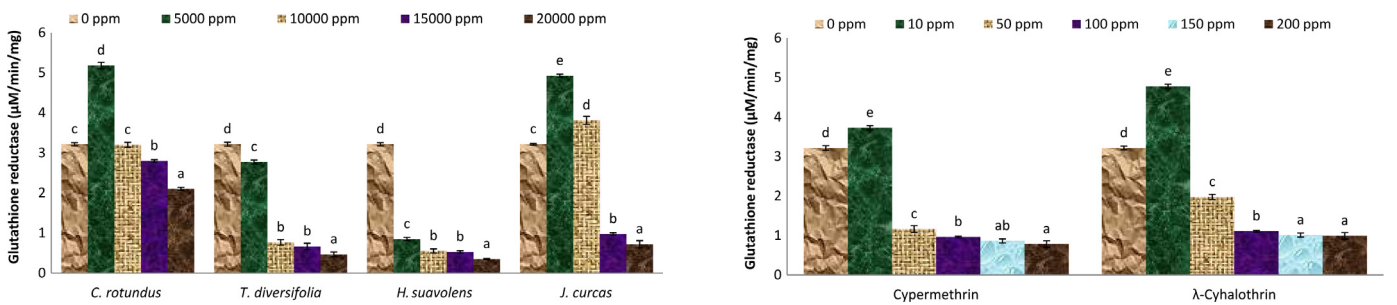 0 ppm 5000 ppm 10000 ppm 15000 ppm 20000 ppm
Glutathione reductase (µM/min/mg)
6
5
4
3
2
1
0
c d c b a
d c b b a
d c b b a
c e d b a
C. rotundus T. diversifolia H. suavolens J. curcas
0 ppm 10 ppm 50 ppm 100 ppm 150 ppm 200 ppm
Glutathione reductase (µM/min/mg)
6
5
4
3
2
1
0
d e c b ab a
d e c b a a
Cypermethrin λ-Cyhalothrin